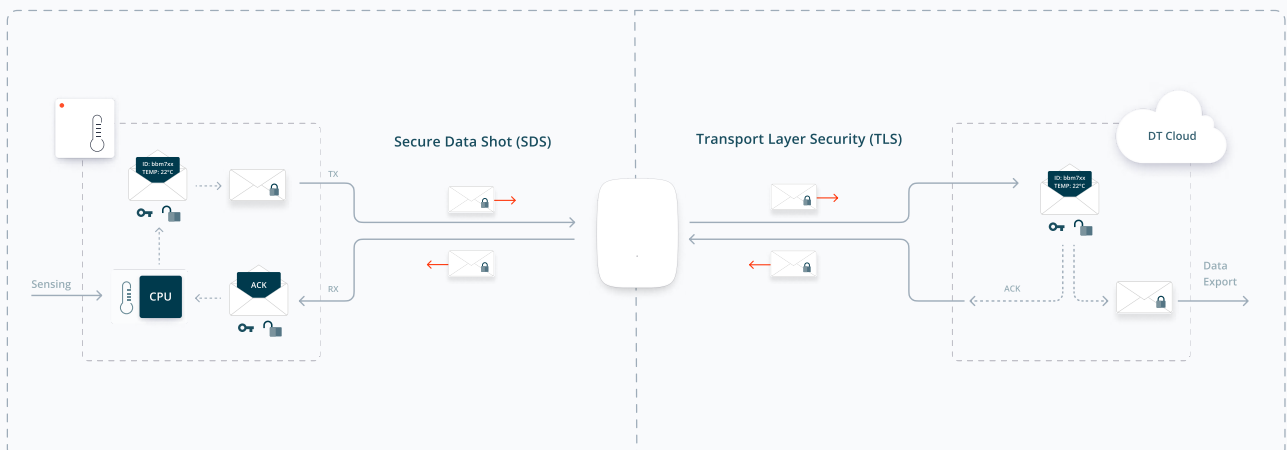 Secure Data Shot (SDS)
Transport Layer Security (TLS)
DT Cloud
ID: bbm7xx
TEMP: 22°C
TX
ID: bbm7xx
TEMP: 22°C
Sensing
CPU
ACK
RX
ACK
Data
Export